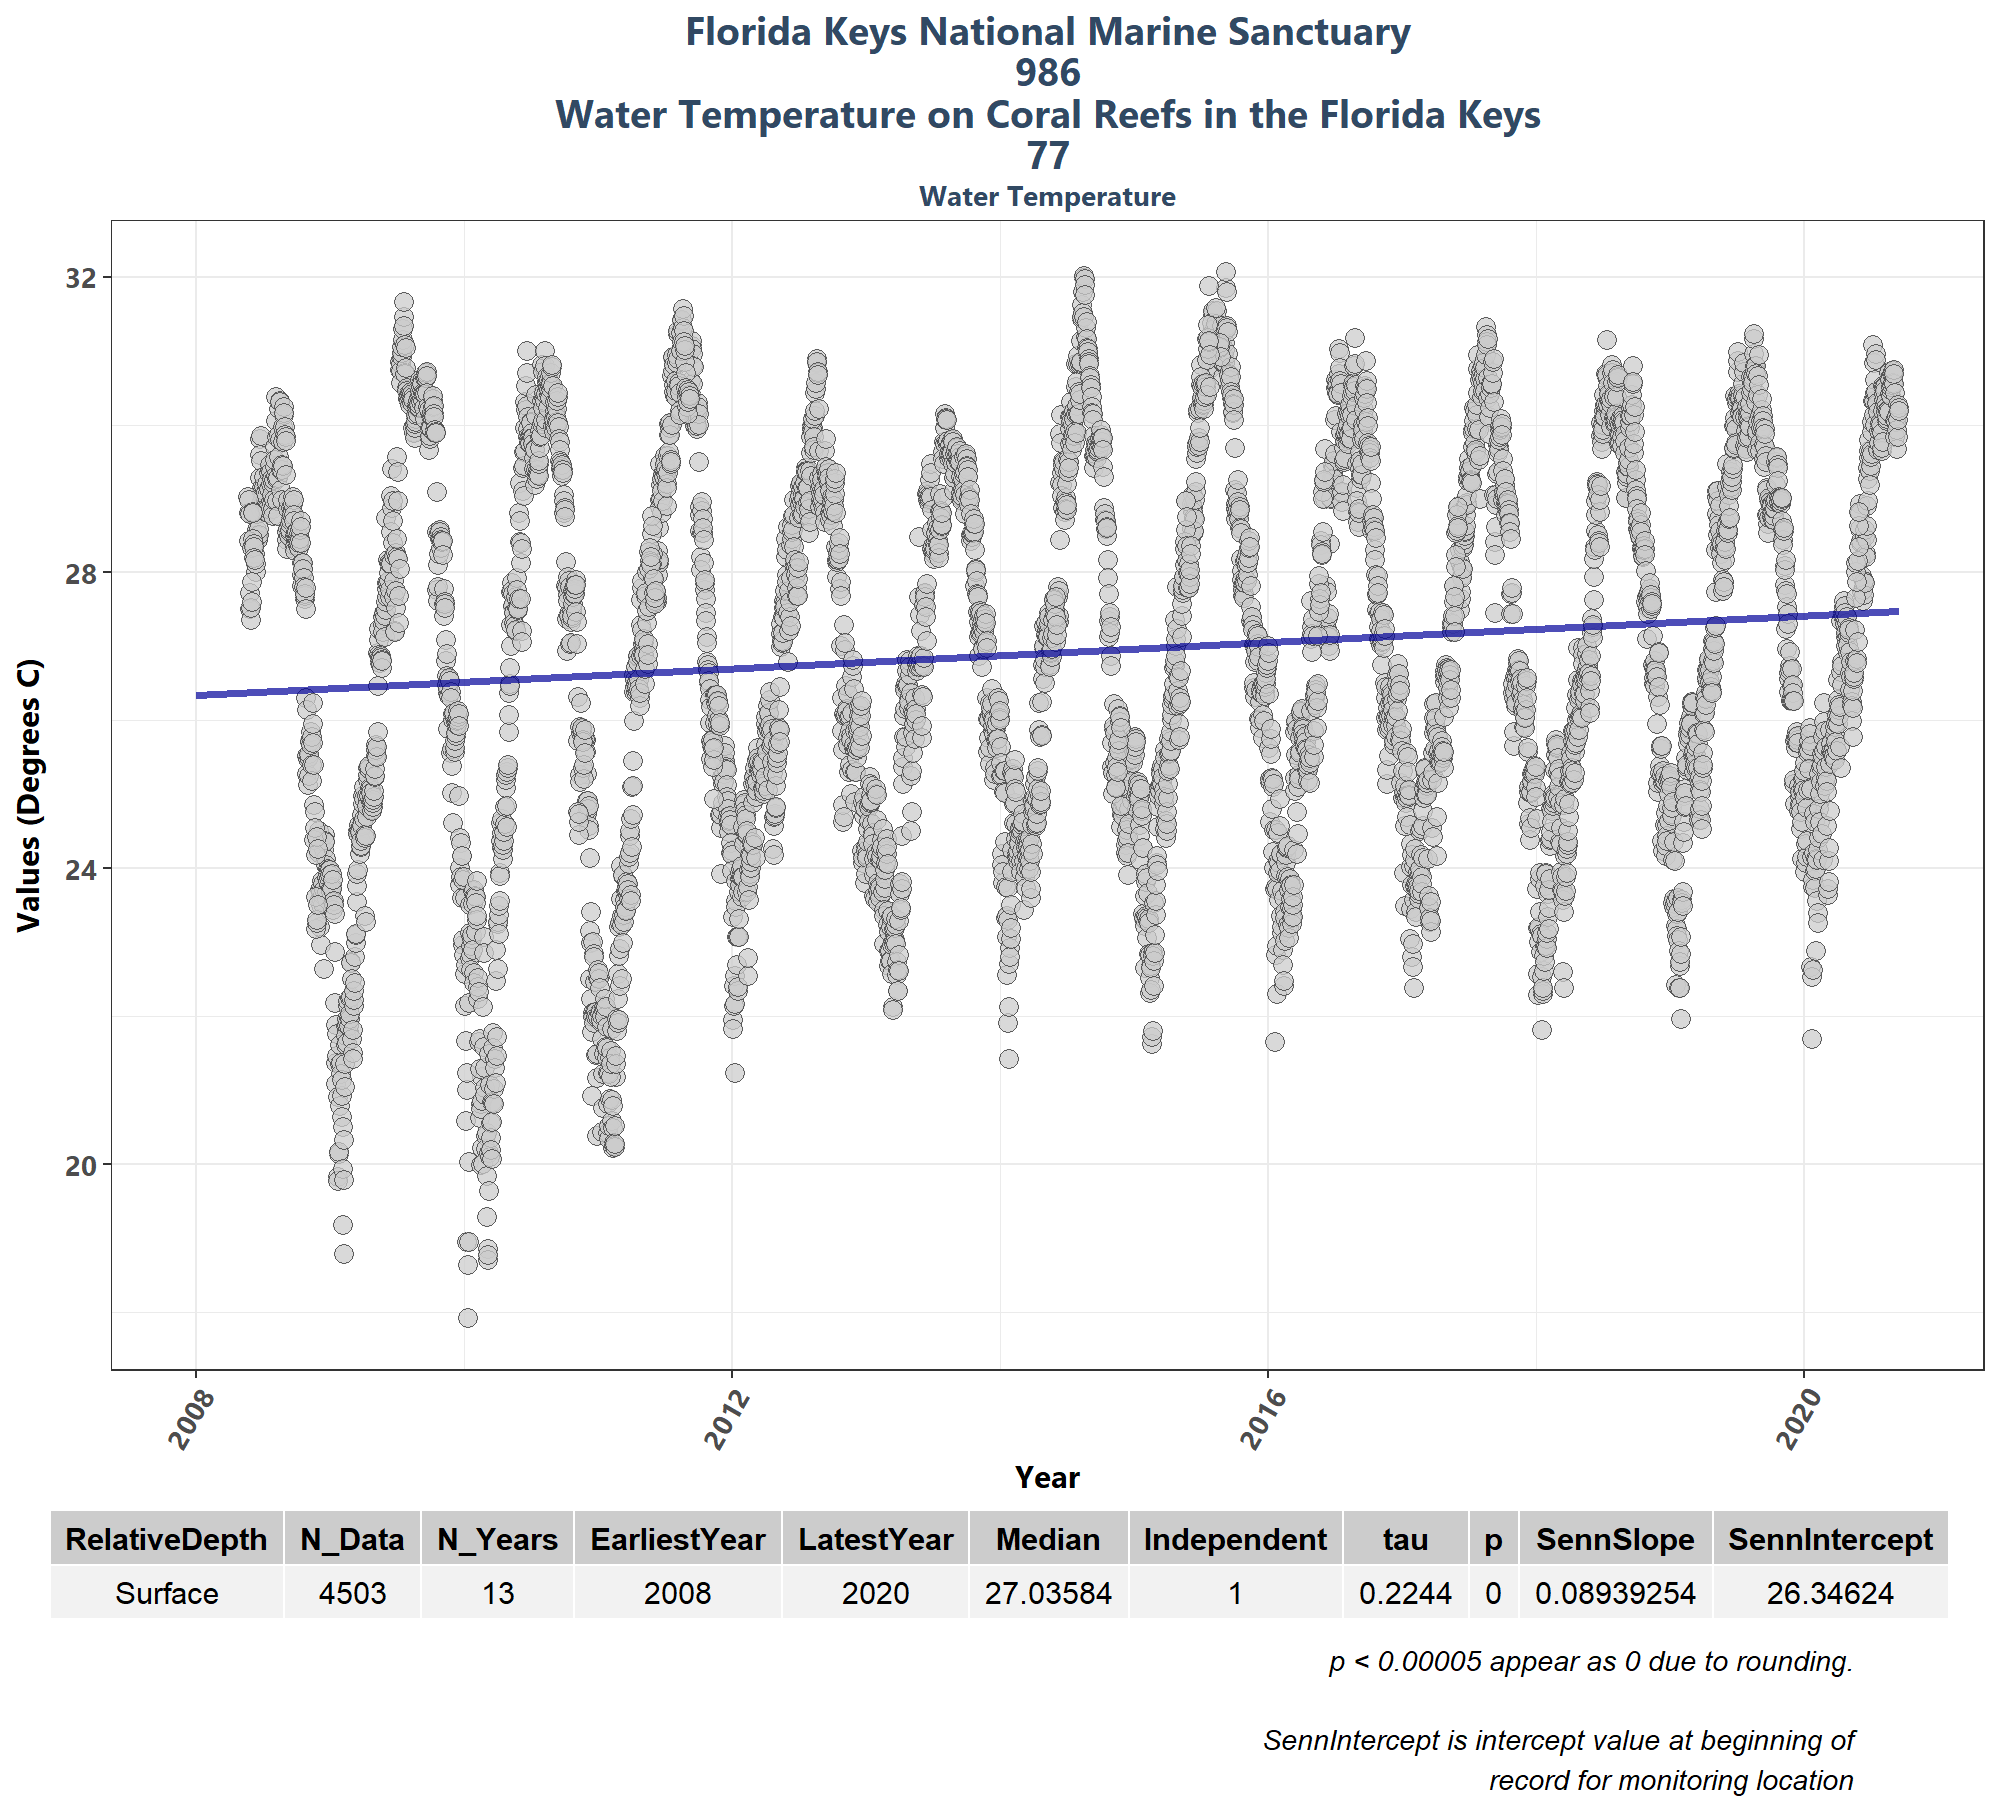 Florida Keys National Marine Sanctuary
986
Water Temperature on Coral Reefs in the Florida Keys
77
Water Temperature
32
28
24
20
Values (Degrees C)
2008 2012 2016 2020
Year
RelativeDepth N_Data N_Years EarliestYear LatestYear Median Independent tau p SennSlope SennIntercept
Surface 4503 13 2008 2020 27.03584 1 0.2244 0 0.08939254 26.34624
p < 0.00005 appear as 0 due to rounding.
SennIntercept is intercept value at beginning of
record for monitoring location